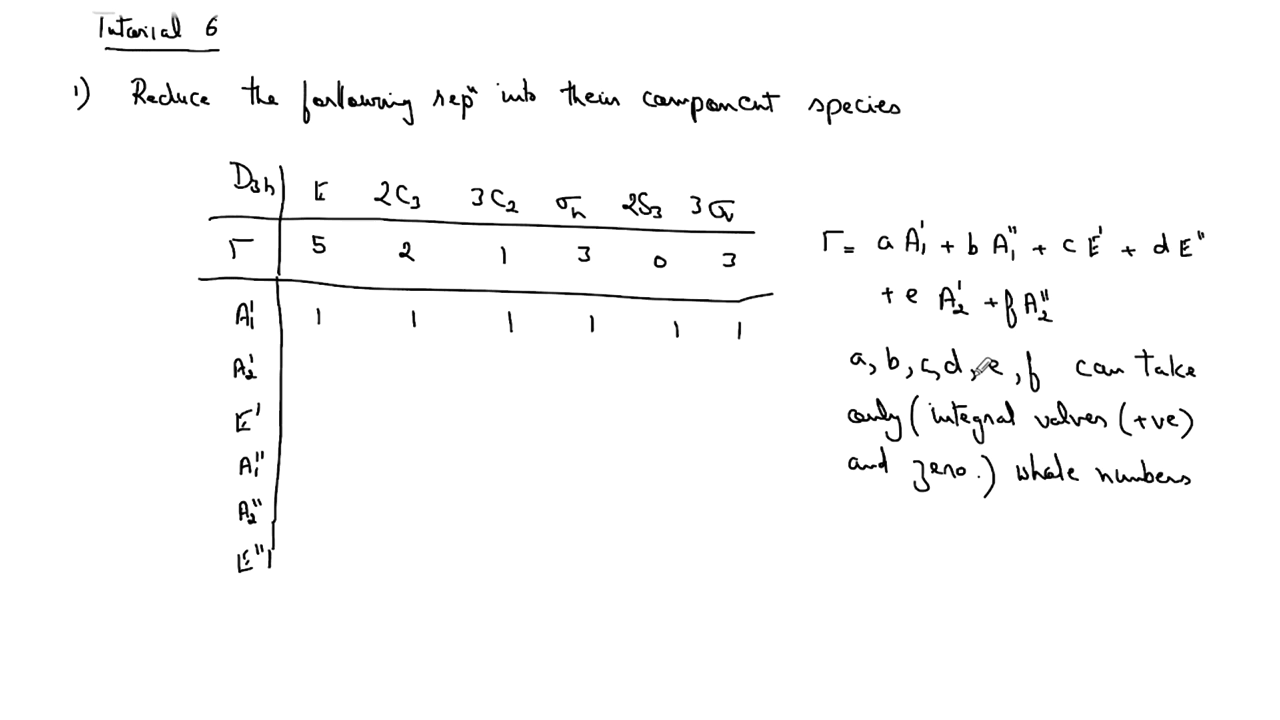 Tutorial 6
1) Reduce the following repⁿ into their component species
D₃ₕ E 2C₃ 3C₂ σₕ 2S₃ 3σᵥ
Γ 5 2 1 3 0 3
A₁' 1 1 1 1 1 1
A₂'
E'
A₁"
A₂"
E"
Γ = a A₁' + b A₁" + c E' + d E"
+ e A₂' + f A₂"
a, b, c, d, e, f can take
only (integral values (+ve)
and zero.) whole numbers